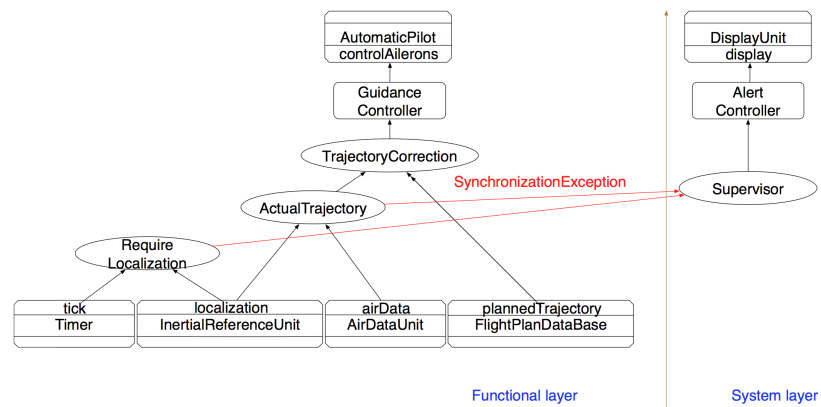 AutomaticPilot
controlAilerons
DisplayUnit
display
Guidance
Controller
Alert
Controller
TrajectoryCorrection
SynchronizationException
Supervisor
ActualTrajectory
Require
Localization
tick
Timer
localization
InertialReferenceUnit
airData
AirDataUnit
plannedTrajectory
FlightPlanDataBase
Functional layer
System layer